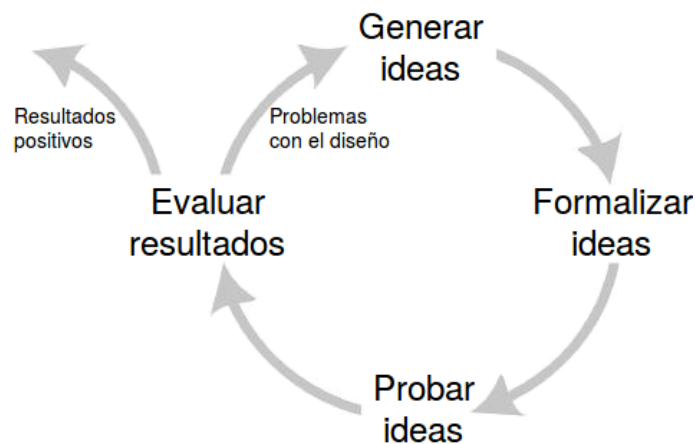 Generar
ideas
Resultados
positivos
Problemas
con el diseño
Evaluar
resultados
Formalizar
ideas
Probar
ideas